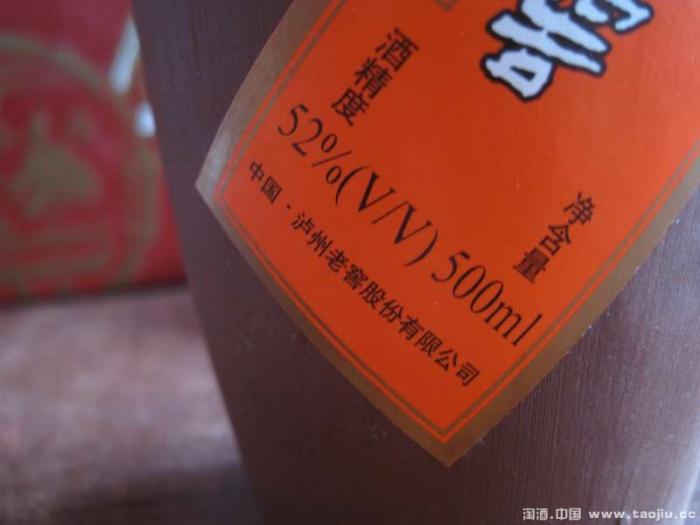 窖
酒精度
净含量
52%(V/V) 500ml
中国·泸州老窖股份有限公司
淘酒.中国 www.taojiu.cc